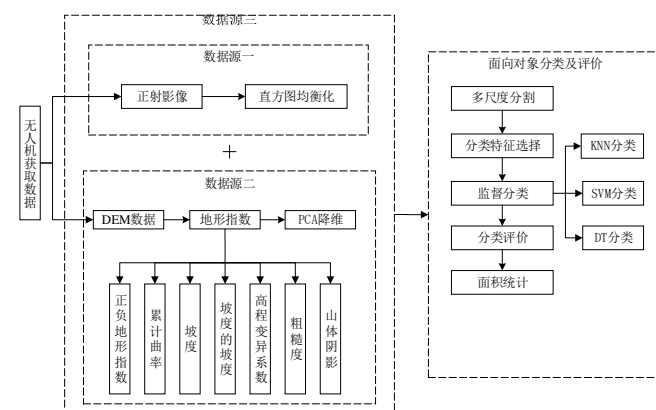 数据源三
数据源一
正射影像
直方图均衡化
无人机获取数据
+
数据源二
DEM数据
地形指数
PCA降维
正负地形指数
累计曲率
坡度
坡度的坡度
高程变异系数
粗糙度
山体阴影
面向对象分类及评价
多尺度分割
分类特征选择
监督分类
分类评价
面积统计
KNN分类
SVM分类
DT分类